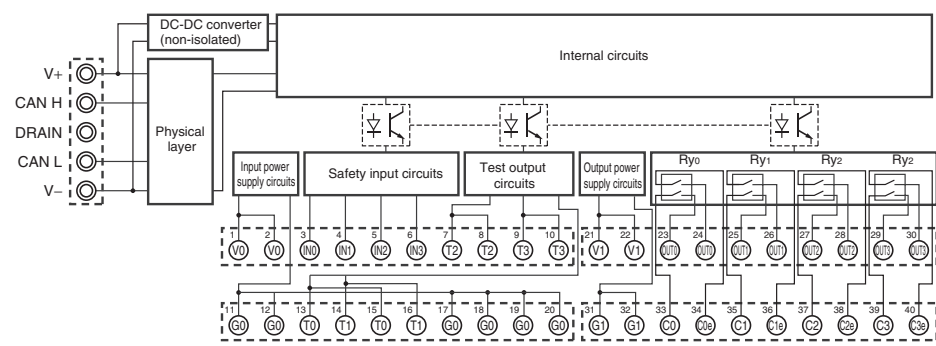 DC-DC converter
(non-isolated)
Internal circuits
V+
CAN H
DRAIN
CAN L
V−
Physical
layer
Input power
supply circuits
Safety input circuits
Test output
circuits
Output power
supply circuits
Ry0 Ry1 Ry2 Ry2
1 2 3 4 5 6 7 8 9 10 21 22 23 24 25 26 27 28 29 30
V0 V0 IN0 IN1 IN2 IN3 T2 T2 T3 T3 V1 V1 OUT0 OUT0 OUT1 OUT1 OUT2 OUT2 OUT3 OUT3
11 12 13 14 15 16 17 18 19 20 31 32 33 34 35 36 37 38 39 40
G0 G0 T0 T1 T0 T1 G0 G0 G0 G0 G1 G1 C0 C0e C1 C1e C2 C2e C3 C3e